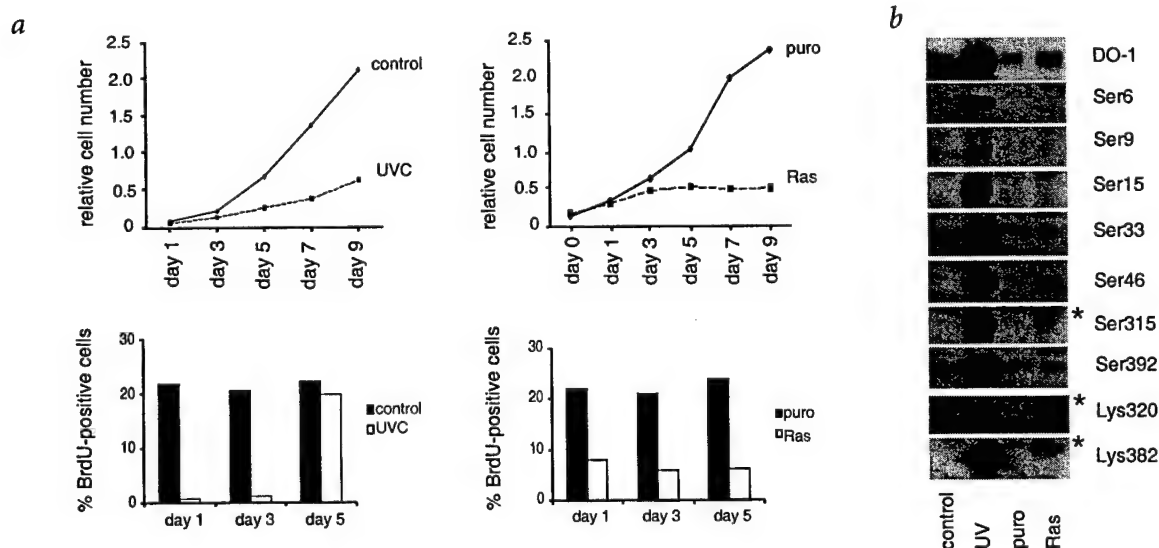 a
relative cell number
2.5
2.0
1.5
1.0
0.5
0
control
UVC
day 1
day 3
day 5
day 7
day 9
relative cell number
2.5
2.0
1.5
1.0
0.5
0
puro
Ras
day 0
day 1
day 3
day 5
day 7
day 9
% BrdU-positive cells
30
20
10
0
control
UVC
day 1
day 3
day 5
% BrdU-positive cells
30
20
10
0
puro
Ras
day 1
day 3
day 5
b
DO-1
Ser6
Ser9
Ser15
Ser33
Ser46
* Ser315
Ser392
* Lys320
* Lys382
control
UV
puro
Ras